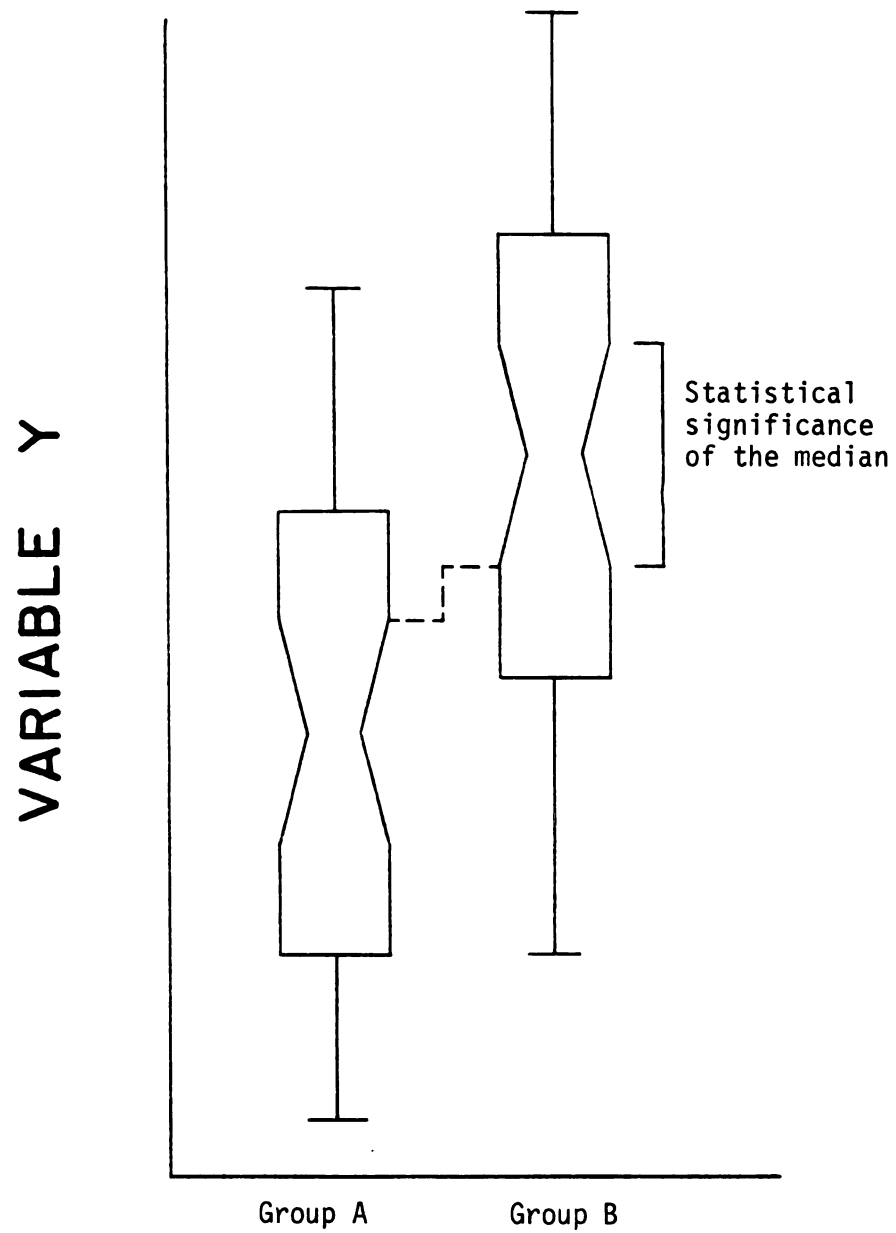 VARIABLE Y
Statistical
significance
of the median
Group A
Group B